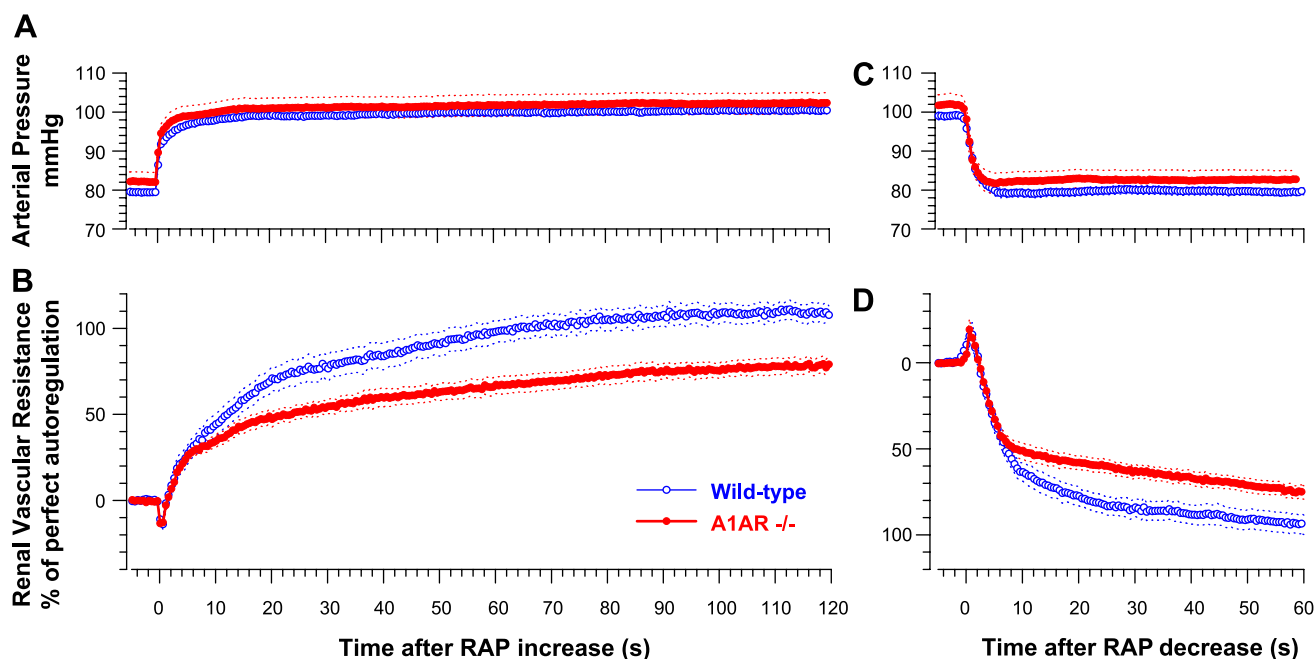 A
Arterial Pressure
mmHg
110
100
90
80
70
C
110
100
90
80
70
B
Renal Vascular Resistance
% of perfect autoregulation
100
50
0
Wild-type
A1AR -/-
0 10 20 30 40 50 60 70 80 90 100 110 120
Time after RAP increase (s)
D
0
50
100
0 10 20 30 40 50 60
Time after RAP decrease (s)